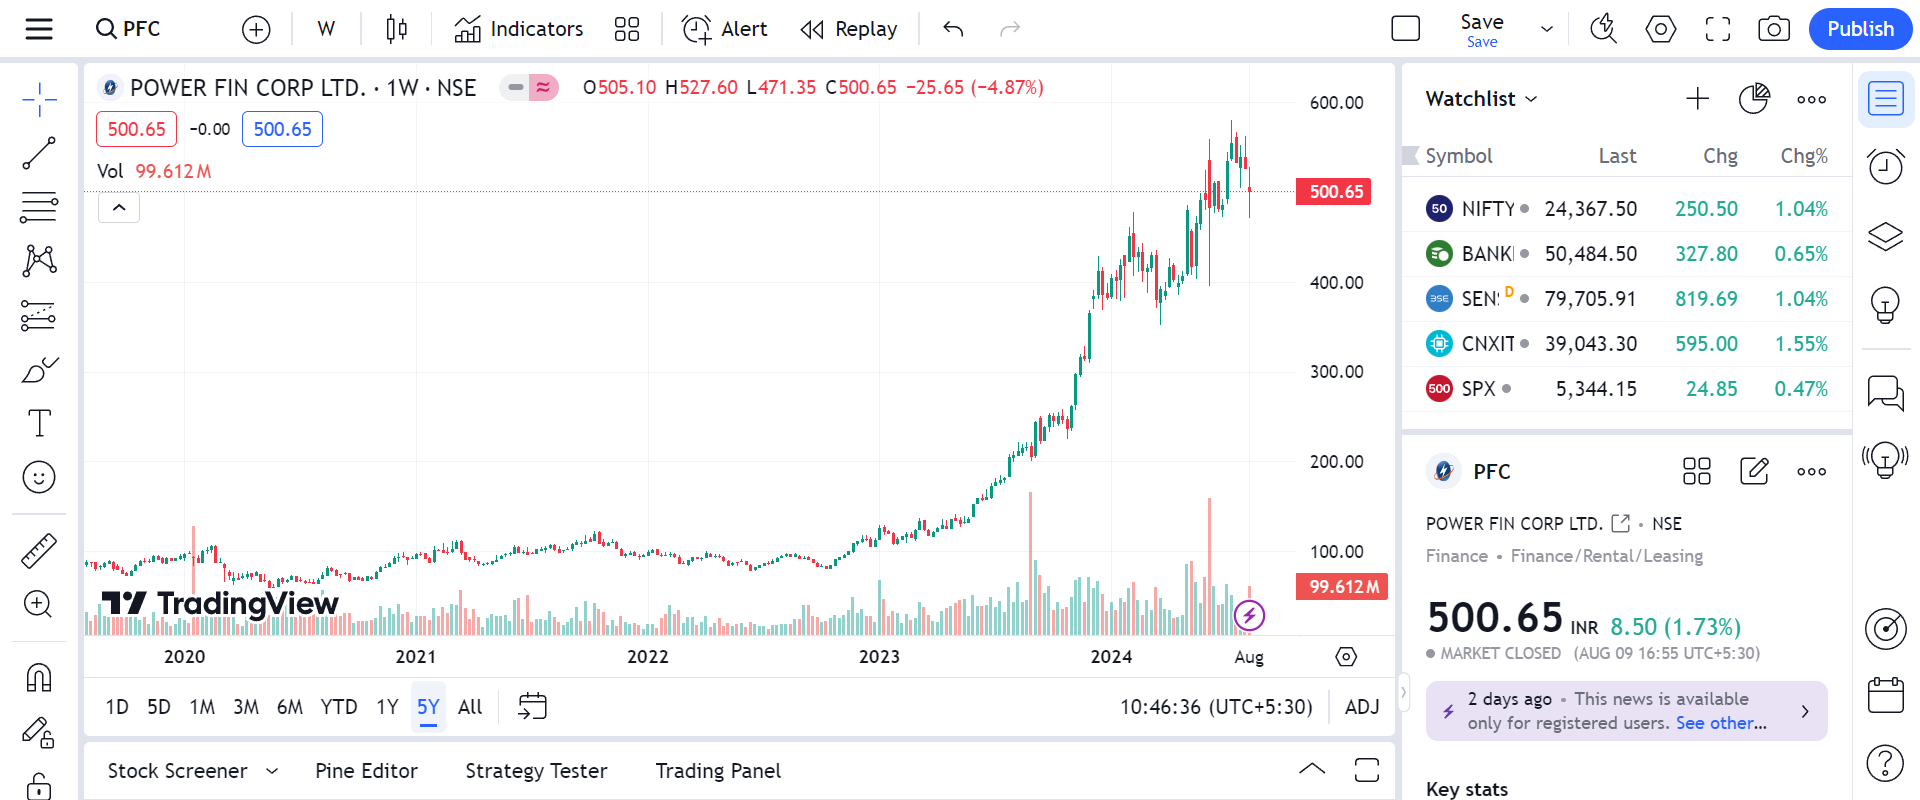 PFC
W
Indicators
Alert
Replay
Save
Save
Publish
POWER FIN CORP LTD. · 1W · NSE
O505.10 H527.60 L471.35 C500.65 −25.65 (−4.87%)
500.65 −0.00 500.65
Vol 99.612 M
600.00
500.65
400.00
300.00
200.00
100.00
99.612 M
TradingView
2020 2021 2022 2023 2024 Aug
1D 5D 1M 3M 6M YTD 1Y 5Y All
10:46:36 (UTC+5:30) ADJ
Stock Screener Pine Editor Strategy Tester Trading Panel
Watchlist
Symbol Last Chg Chg%
50 NIFTY 24,367.50 250.50 1.04%
BANK 50,484.50 327.80 0.65%
BSE SEN D 79,705.91 819.69 1.04%
CNXIT 39,043.30 595.00 1.55%
500 SPX 5,344.15 24.85 0.47%
PFC
POWER FIN CORP LTD. • NSE
Finance • Finance/Rental/Leasing
500.65 INR 8.50 (1.73%)
MARKET CLOSED (AUG 09 16:55 UTC+5:30)
2 days ago • This news is available
only for registered users. See other...
Key stats